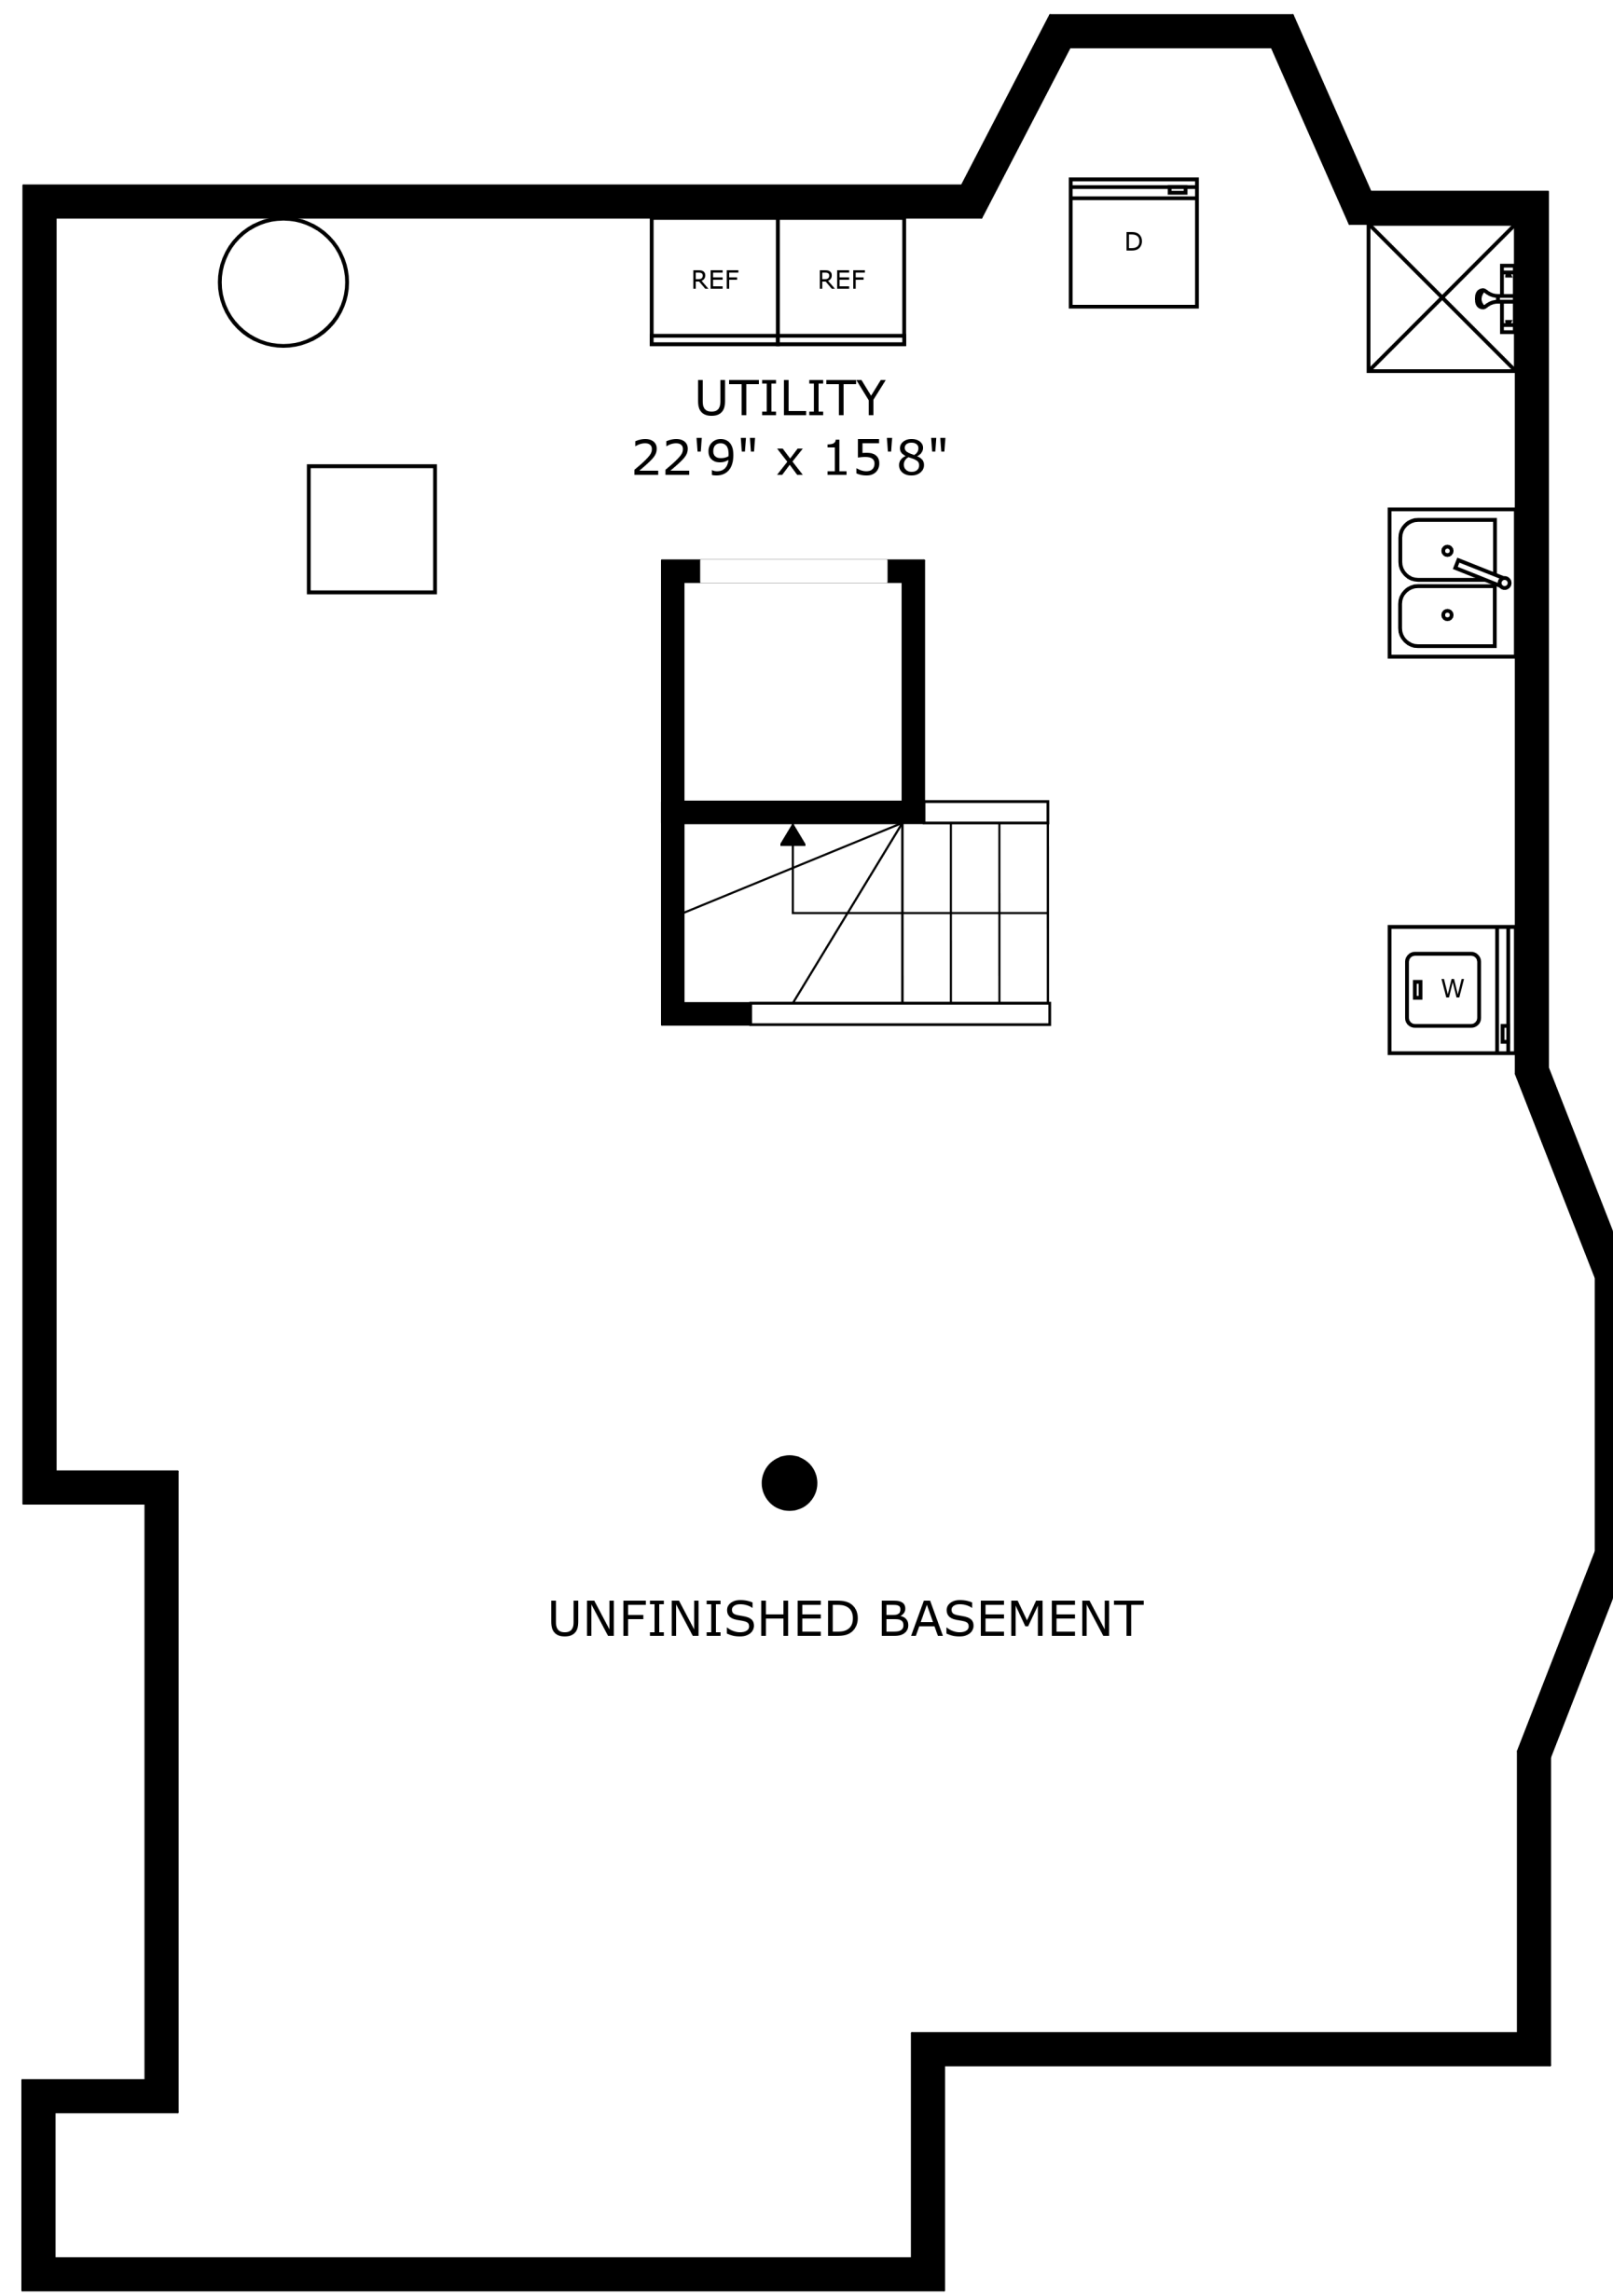 D
REF REF
UTILITY
22'9" x 15'8"
W
UNFINISHED BASEMENT